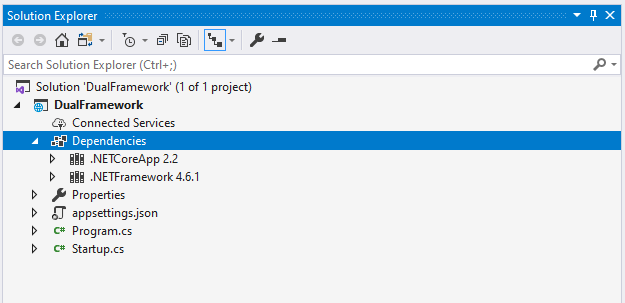 Solution Explorer
Search Solution Explorer (Ctrl+;)
Solution 'DualFramework' (1 of 1 project)
DualFramework
Connected Services
Dependencies
.NETCoreApp 2.2
.NETFramework 4.6.1
Properties
appsettings.json
C# Program.cs
C# Startup.cs